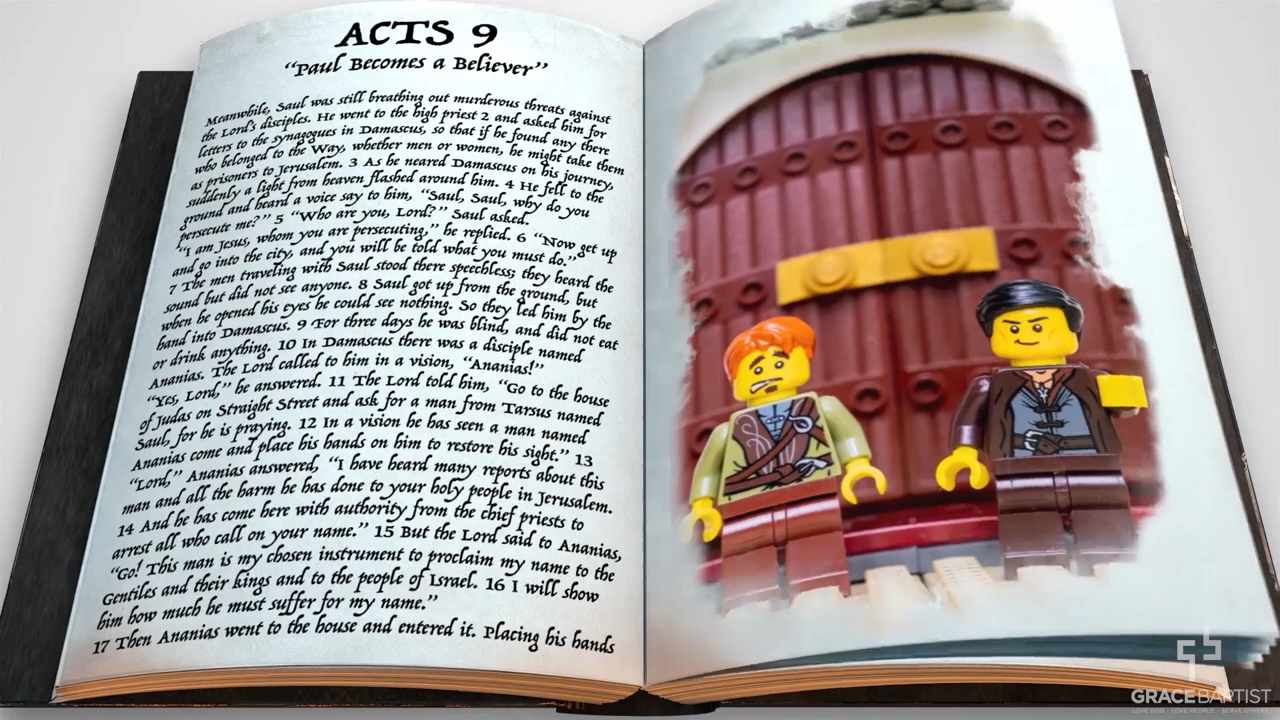 ACTS 9
“Paul Becomes a Believer”
Meanwhile, Saul was still breathing out murderous threats against
the Lord's disciples. He went to the high priest 2 and asked him for
letters to the synagogues in Damascus, so that if he found any there
who belonged to the Way, whether men or women, he might take them
as prisoners to Jerusalem. 3 As he neared Damascus on his journey,
suddenly a light from heaven flashed around him. 4 He fell to the
ground and heard a voice say to him, “Saul, Saul, why do you
persecute me?” 5 “Who are you, Lord?” Saul asked.
“I am Jesus, whom you are persecuting,” he replied. 6 “Now get up
and go into the city, and you will be told what you must do.”
7 The men traveling with Saul stood there speechless; they heard the
sound but did not see anyone. 8 Saul got up from the ground, but
when he opened his eyes he could see nothing. So they led him by the
hand into Damascus. 9 For three days he was blind, and did not eat
or drink anything. 10 In Damascus there was a disciple named
Ananias. The Lord called to him in a vision, “Ananias!”
“Yes, Lord,” he answered. 11 The Lord told him, “Go to the house
of Judas on Straight Street and ask for a man from Tarsus named
Saul, for he is praying. 12 In a vision he has seen a man named
Ananias come and place his hands on him to restore his sight.” 13
“Lord,” Ananias answered, “I have heard many reports about this
man and all the harm he has done to your holy people in Jerusalem.
14 And he has come here with authority from the chief priests to
arrest all who call on your name.” 15 But the Lord said to Ananias,
“Go! This man is my chosen instrument to proclaim my name to the
Gentiles and their kings and to the people of Israel. 16 I will show
him how much he must suffer for my name.”
17 Then Ananias went to the house and entered it. Placing his hands
GRACEBAPTIST
LOVE GOD · LOVE PEOPLE · SERVE OTHERS